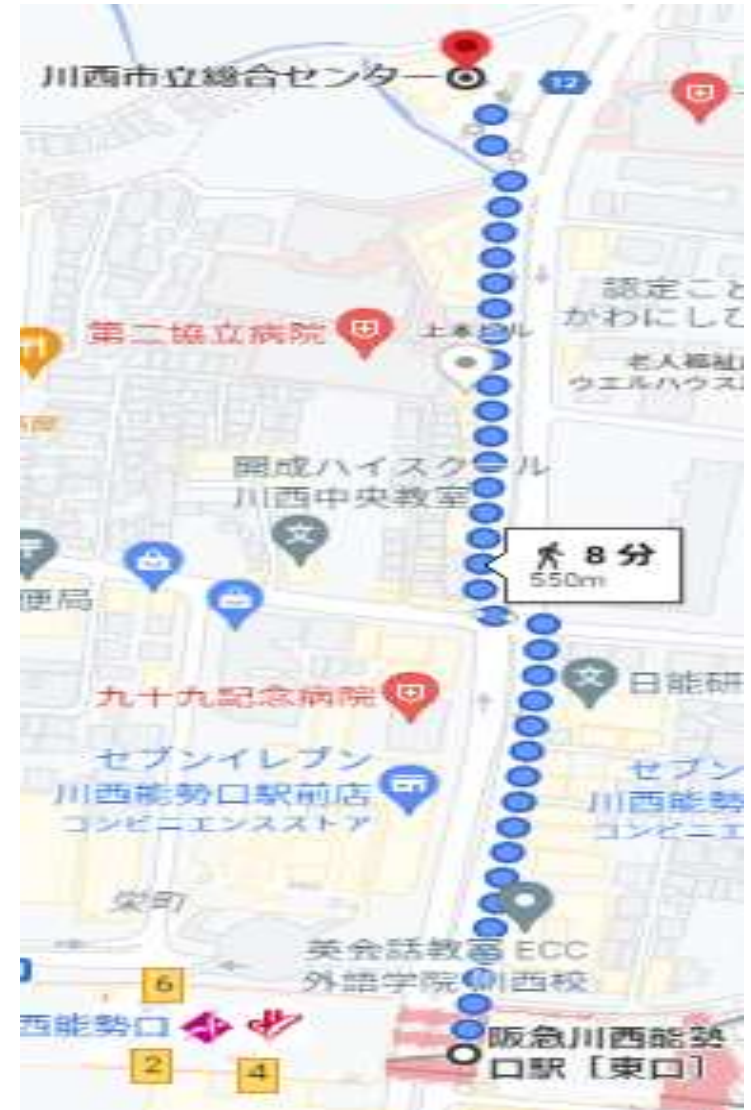 川西市立総合センター
12
認定こと
かわにしひ
第二協立病院
土本ビル
老人福祉
ウエルハウス
開成ハイスクール
川西中央教室
8 分
550m
便局
日能研
九十九記念病院
セブンイレブン
川西能勢口駅前店
コンビニエンスストア
セブン
川西能勢
コンビニエ
栄町
英会話教室 ECC
外語学院 川西校
6
西能勢口
阪急川西能勢
口駅［東口］
2
4